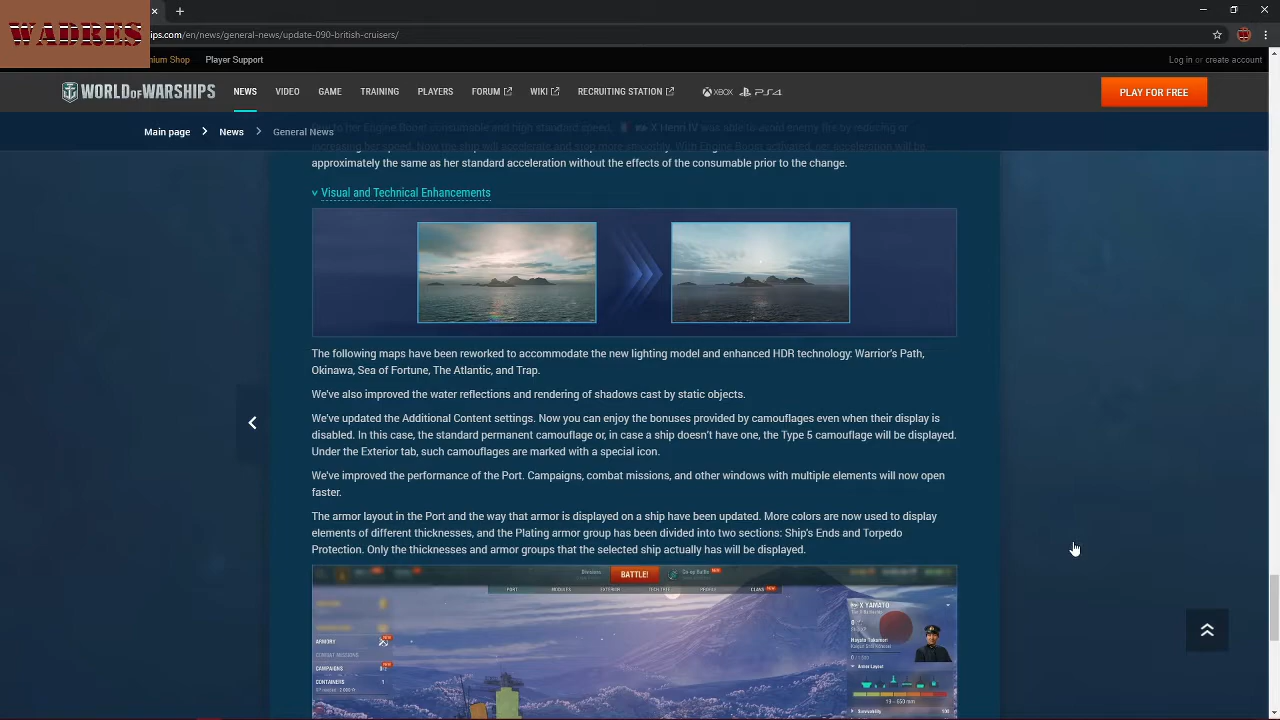 WADRES
ips.com/en/news/general-news/update-090-british-cruisers/
nium Shop
Player Support
Log in or create account
WORLD OF WARSHIPS
NEWS
VIDEO
GAME
TRAINING
PLAYERS
FORUM
WIKI
RECRUITING STATION
XBOX
PS4
PLAY FOR FREE
Main page
News
General News
to her Engine Boost consumable and high standard speed, X Henri IV was able to avoid enemy fire by reducing or
increasing her speed. Now the ship will accelerate and stop more smoothly. With Engine Boost activated, her acceleration will be
approximately the same as her standard acceleration without the effects of the consumable prior to the change.
Visual and Technical Enhancements
The following maps have been reworked to accommodate the new lighting model and enhanced HDR technology: Warrior's Path,
Okinawa, Sea of Fortune, The Atlantic, and Trap.
We've also improved the water reflections and rendering of shadows cast by static objects.
We've updated the Additional Content settings. Now you can enjoy the bonuses provided by camouflages even when their display is
disabled. In this case, the standard permanent camouflage or, in case a ship doesn't have one, the Type 5 camouflage will be displayed.
Under the Exterior tab, such camouflages are marked with a special icon.
We've improved the performance of the Port. Campaigns, combat missions, and other windows with multiple elements will now open
faster.
The armor layout in the Port and the way that armor is displayed on a ship have been updated. More colors are now used to display
elements of different thicknesses, and the Plating armor group has been divided into two sections: Ship's Ends and Torpedo
Protection. Only the thicknesses and armor groups that the selected ship actually has will be displayed.
Divisions
BATTLE!
Co-op Battle
PORT
MODULES
EXTERIOR
TECH TREE
PROFILE
CLANS
X YAMATO
ARMORY
COMBAT MISSIONS
CAMPAIGNS
CONTAINERS
1
Armor Layout
19 - 650 mm
Survivability
100